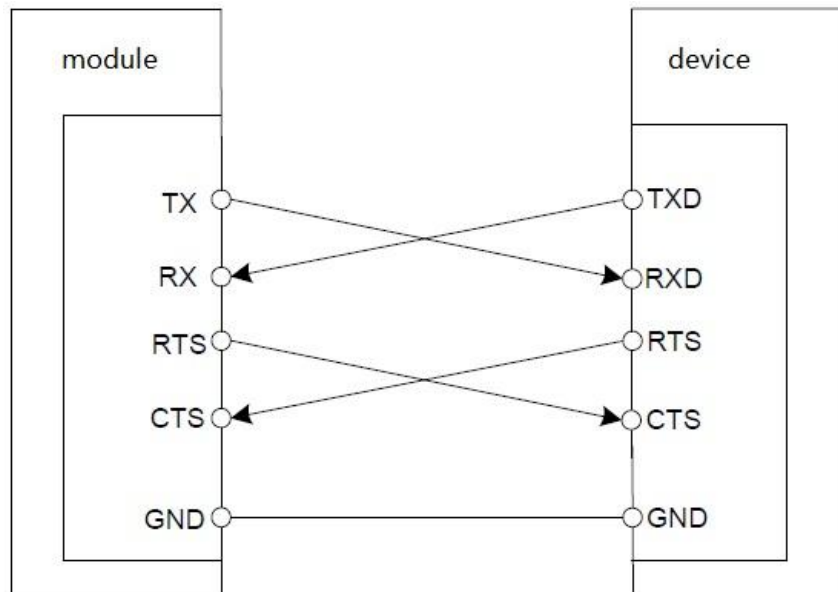 module
device
TX
TXD
RX
RXD
RTS
RTS
CTS
CTS
GND
GND